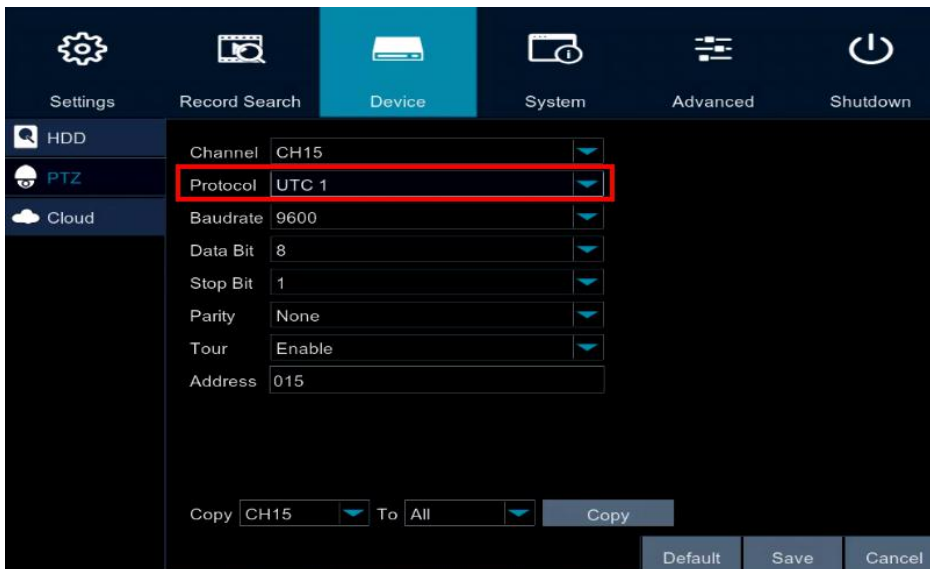 Settings Record Search Device System Advanced Shutdown
HDD
PTZ
Cloud
Channel CH15
Protocol UTC 1
Baudrate 9600
Data Bit 8
Stop Bit 1
Parity None
Tour Enable
Address 015
Copy CH15 To All Copy
Default Save Cancel